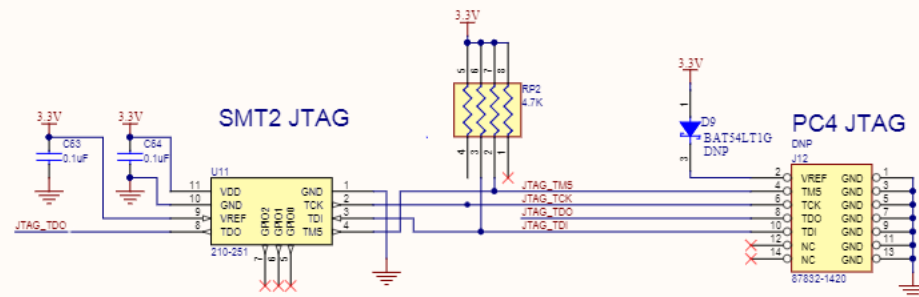 3.3V
3.3V
3.3V
3.3V
SMT2 JTAG
PC4 JTAG
5 6 7 8
RP2
4.7K
4 3 2 1
C63
0.1uF
C64
0.1uF
1
D9
BAT54LT1G
DNP
3
DNP
J12
U11
11 VDD GND 1
10 GND TCK 2
9 VREF TDI 3
8 TDO TMS 4
GPIO2 GPIO1 GPIO0
7 6 5
210-251
JTAG_TDO
JTAG_TMS
JTAG_TCK
JTAG_TDO
JTAG_TDI
2 VREF GND 1
4 TMS GND 3
6 TCK GND 5
8 TDO GND 7
10 TDI GND 9
12 NC GND 11
14 NC GND 13
87832-1420